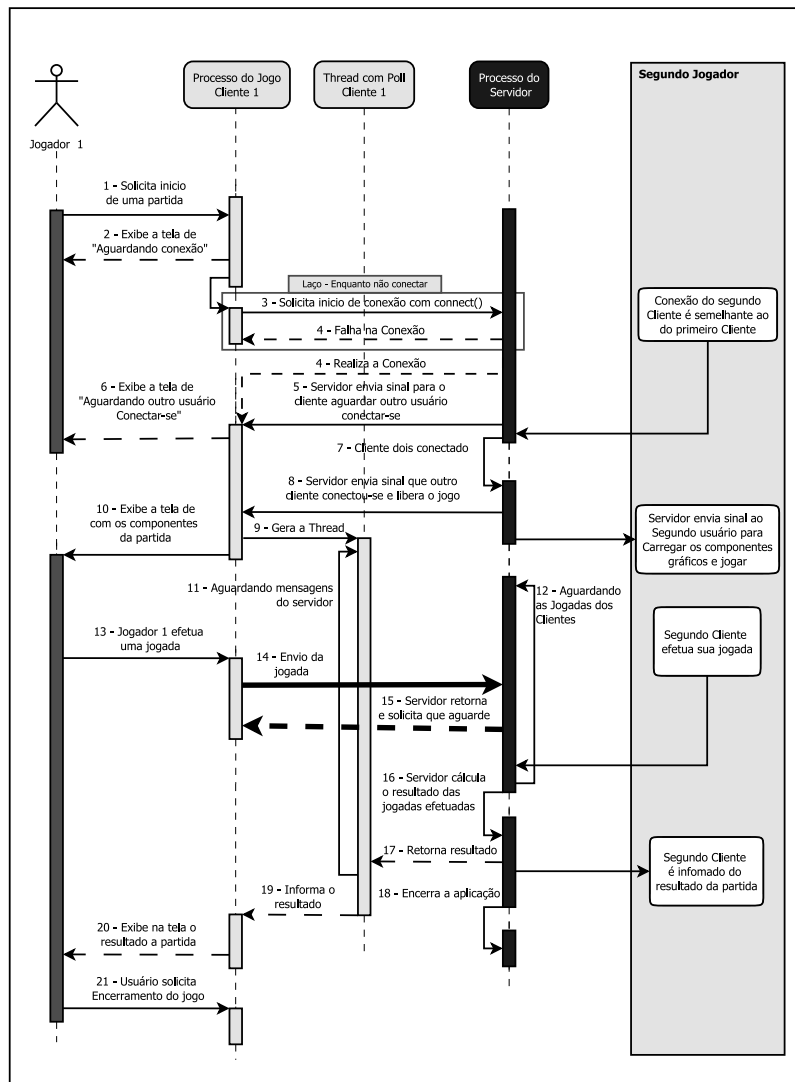 Processo do Jogo
Cliente 1
Thread com Poll
Cliente 1
Processo do
Servidor
Segundo Jogador
Jogador 1
1 - Solicita inicio
de uma partida
2 - Exibe a tela de
"Aguardando conexão"
Laço - Enquanto não conectar
3 - Solicita inicio de conexão com connect()
4 - Falha na Conexão
Conexão do segundo
Cliente é semelhante ao
do primeiro Cliente
4 - Realiza a Conexão
5 - Servidor envia sinal para o
cliente aguardar outro usuário
conectar-se
6 - Exibe a tela de
"Aguardando outro usuário
Conectar-se"
7 - Cliente dois conectado
8 - Servidor envia sinal que outro
cliente conectou-se e libera o jogo
9 - Gera a Thread
10 - Exibe a tela de
com os componentes
da partida
Servidor envia sinal ao
Segundo usuário para
Carregar os componentes
gráficos e jogar
11 - Aguardando mensagens
do servidor
12 - Aguardando
as Jogadas dos
Clientes
13 - Jogador 1 efetua
uma jogada
Segundo Cliente
efetua sua jogada
14 - Envio da
jogada
15 - Servidor retorna
e solicita que aguarde
16 - Servidor cálcula
o resultado das
jogadas efetuadas
17 - Retorna resultado
Segundo Cliente
é infomado do
resultado da partida
18 - Encerra a aplicação
19 - Informa o
resultado
20 - Exibe na tela o
resultado a partida
21 - Usuário solicita
Encerramento do jogo